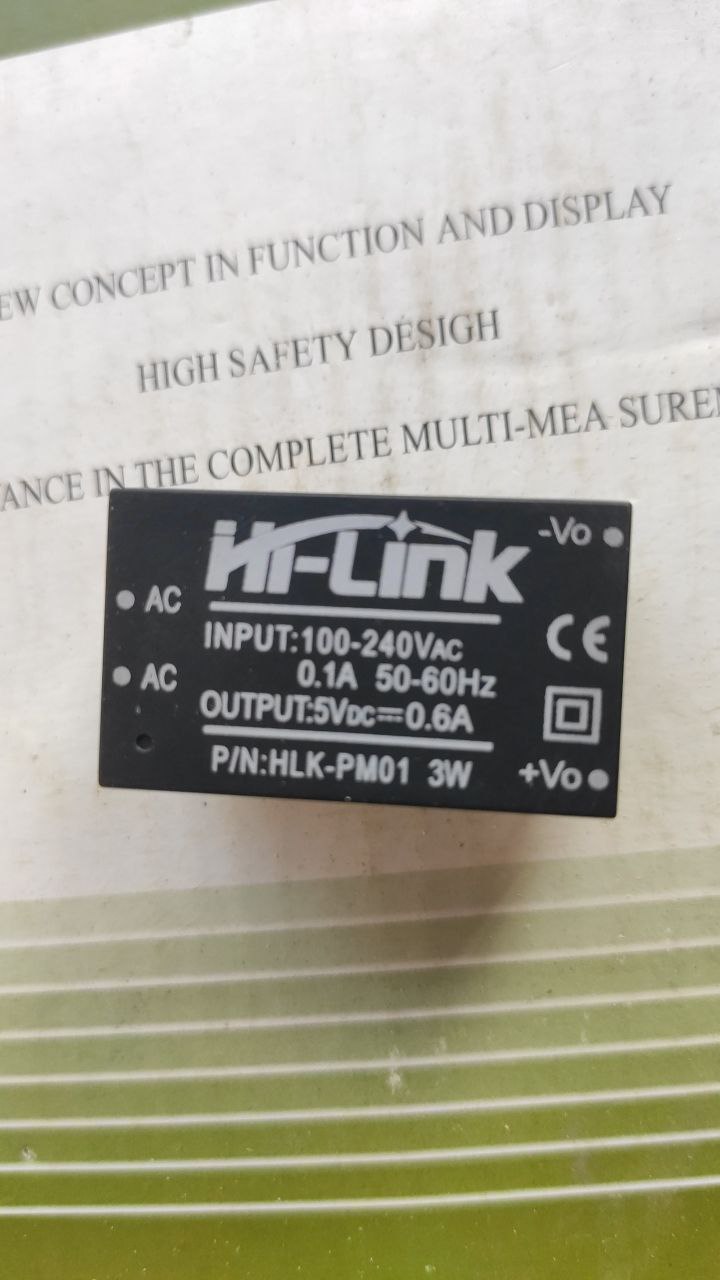 EW CONCEPT IN FUNCTION AND DISPLAY
HIGH SAFETY DESIGH
ANCE IN THE COMPLETE MULTI-MEA SUREM
Hi-Link
-Vo
AC
INPUT:100-240VAC
CE
AC
0.1A 50-60Hz
OUTPUT:5VDC⎓0.6A
P/N:HLK-PM01 3W
+Vo